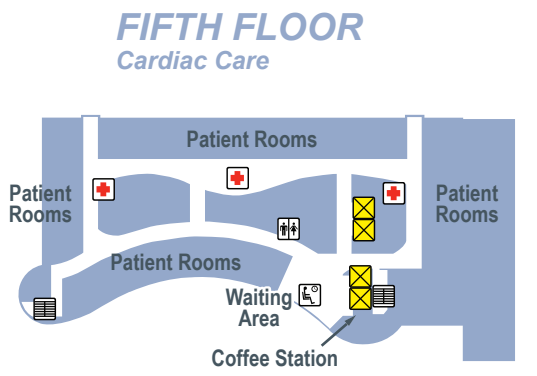 FIFTH FLOOR
Cardiac Care
Patient Rooms
Patient
Rooms
Patient
Rooms
Patient Rooms
Waiting
Area
Coffee Station